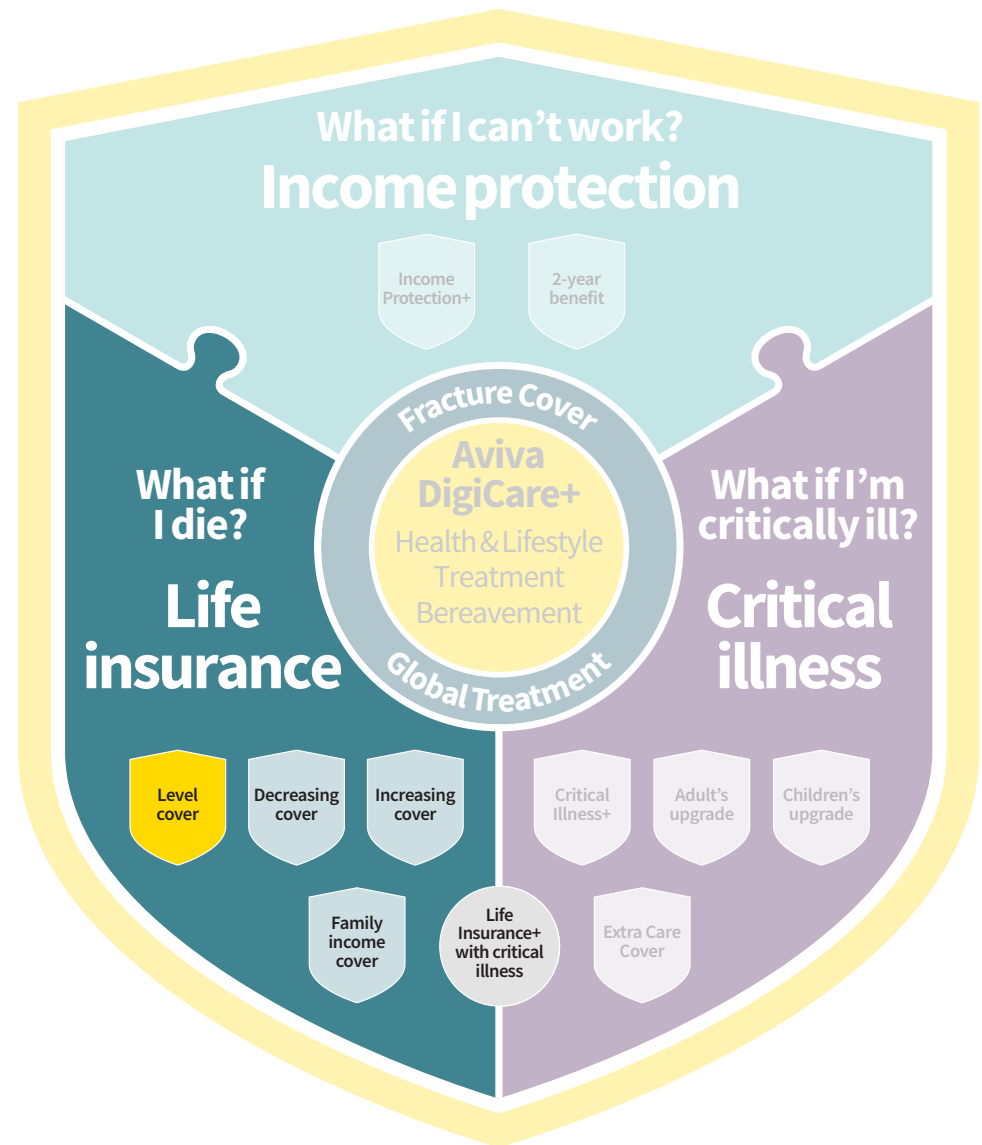 What if I can’t work?
Income protection
Income
Protection+
2-year
benefit
Fracture Cover
Aviva
DigiCare+
Health & Lifestyle
Treatment
Bereavement
Global Treatment
What if
I die?
Life
insurance
What if I’m
critically ill?
Critical
illness
Level
cover
Decreasing
cover
Increasing
cover
Critical
Illness+
Adult’s
upgrade
Children’s
upgrade
Family
income
cover
Life
Insurance+
with critical
illness
Extra Care
Cover